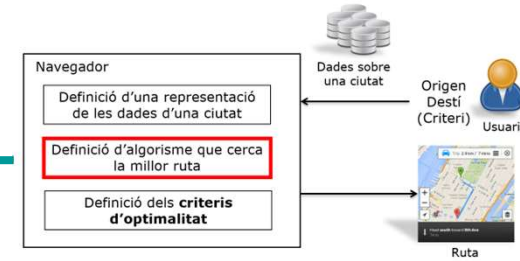 Navegador
Definició d'una representació
de les dades d'una ciutat
Definició d'algorisme que cerca
la millor ruta
Definició dels criteris
d'optimalitat
Dades sobre
una ciutat
Origen
Destí
(Criteri)
Usuari
Ruta